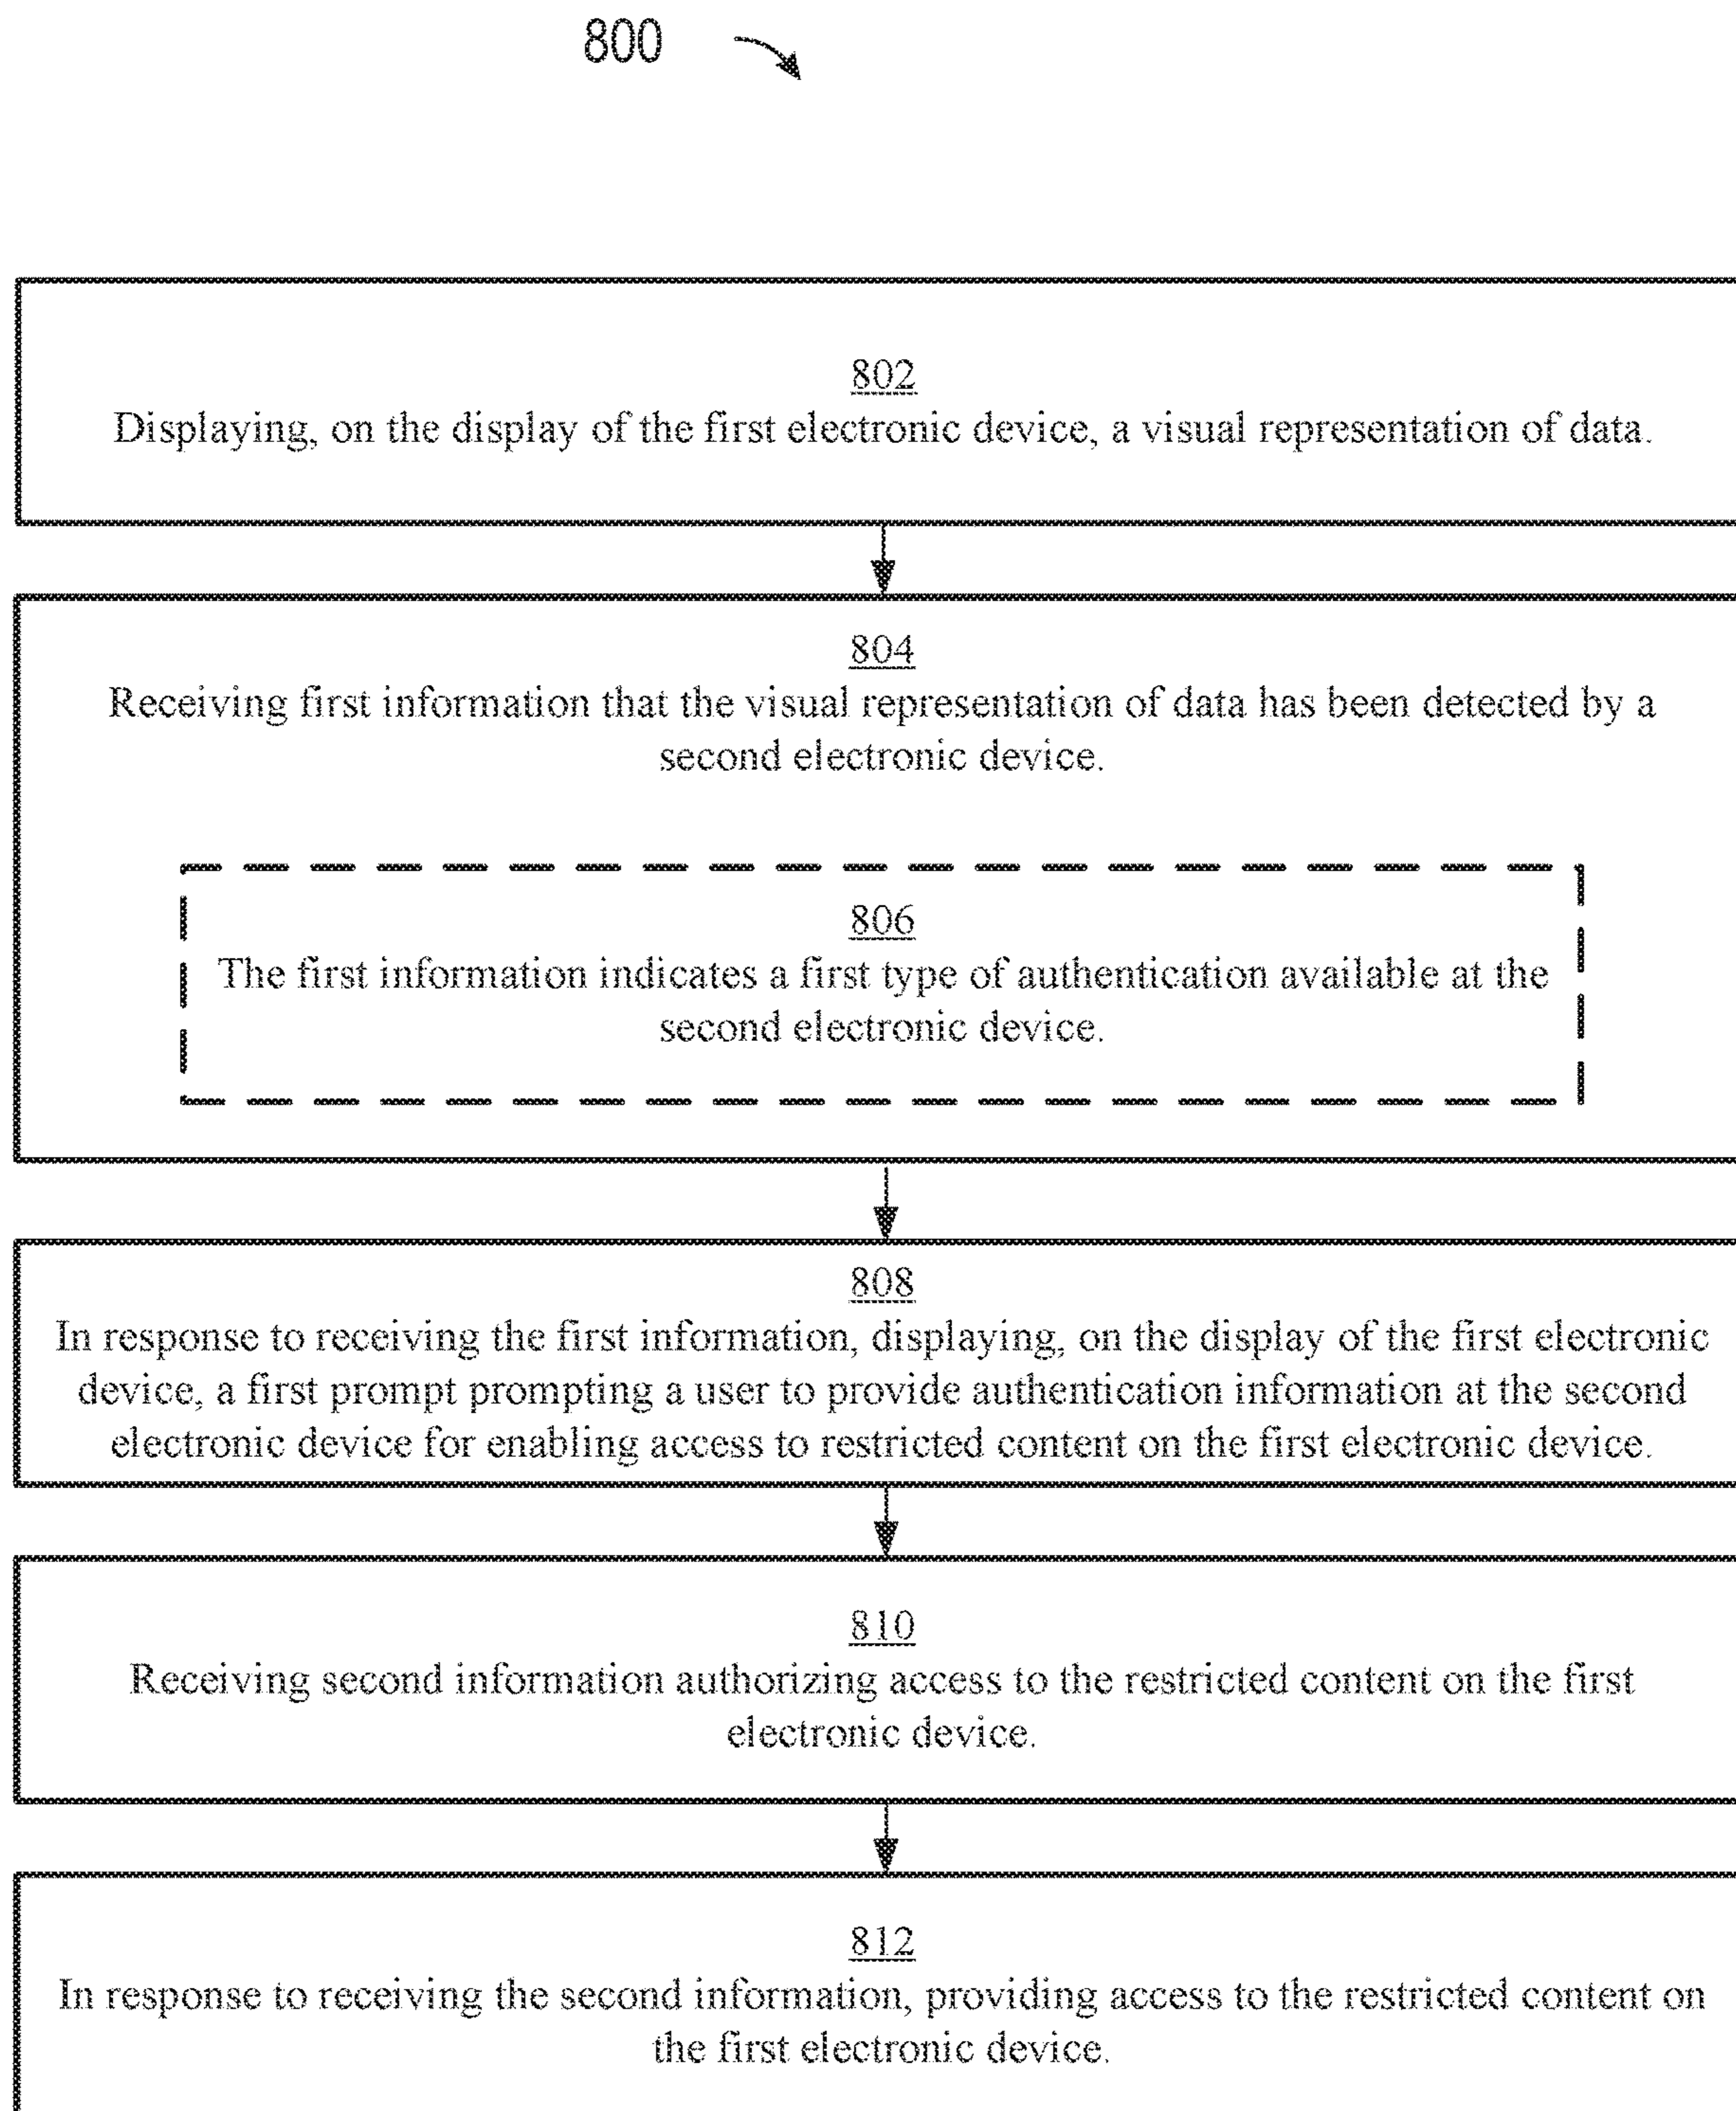 800
802
Displaying, on the display of the first electronic device, a visual representation of data.
804
Receiving first information that the visual representation of data has been detected by a
second electronic device.
806
The first information indicates a first type of authentication available at the
second electronic device.
808
In response to receiving the first information, displaying, on the display of the first electronic
device, a first prompt prompting a user to provide authentication information at the second
electronic device for enabling access to restricted content on the first electronic device.
810
Receiving second information authorizing access to the restricted content on the first
electronic device.
812
In response to receiving the second information, providing access to the restricted content on
the first electronic device.